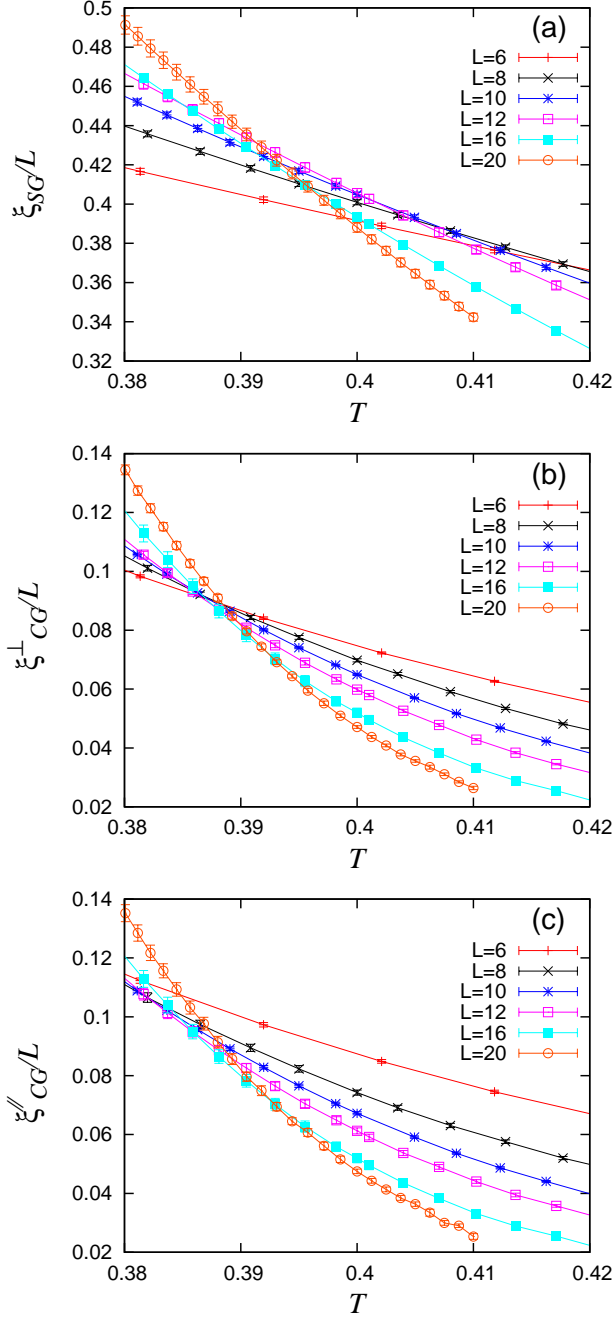 (a)
0.5
0.48
0.46
0.44
0.42
0.4
0.38
0.36
0.34
0.32
ξSG/L
L=6
L=8
L=10
L=12
L=16
L=20
0.38 0.39 0.4 0.41 0.42
T
(b)
0.14
0.12
0.1
0.08
0.06
0.04
0.02
ξ⊥CG/L
L=6
L=8
L=10
L=12
L=16
L=20
0.38 0.39 0.4 0.41 0.42
T
(c)
0.14
0.12
0.1
0.08
0.06
0.04
0.02
ξ//CG/L
L=6
L=8
L=10
L=12
L=16
L=20
0.38 0.39 0.4 0.41 0.42
T